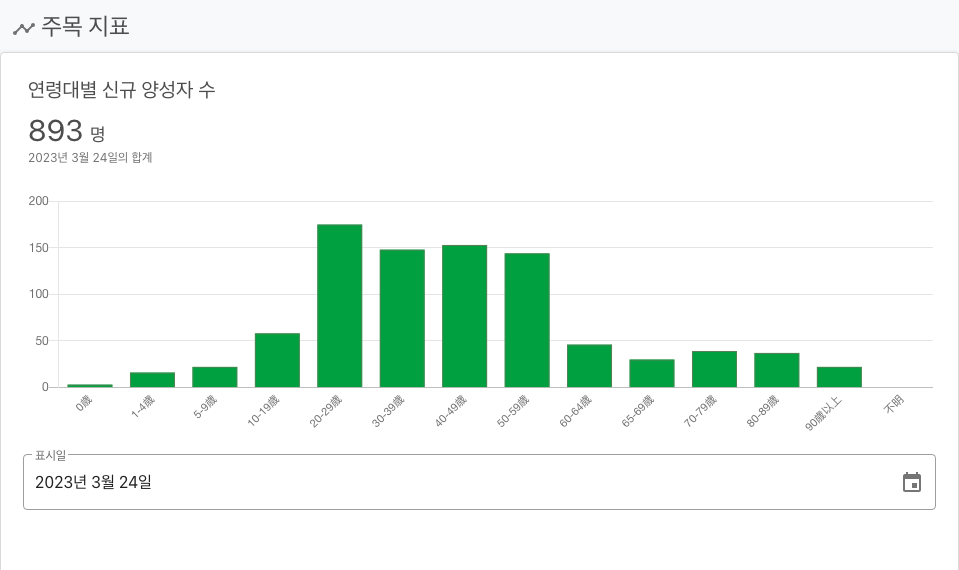 주목 지표
연령대별 신규 양성자 수
893 명
2023년 3월 24일의 합계
200
150
100
50
0
0歳
1-4歳
5-9歳
10-19歳
20-29歳
30-39歳
40-49歳
50-59歳
60-64歳
65-69歳
70-79歳
80-89歳
90歳以上
不明
표시일
2023년 3월 24일